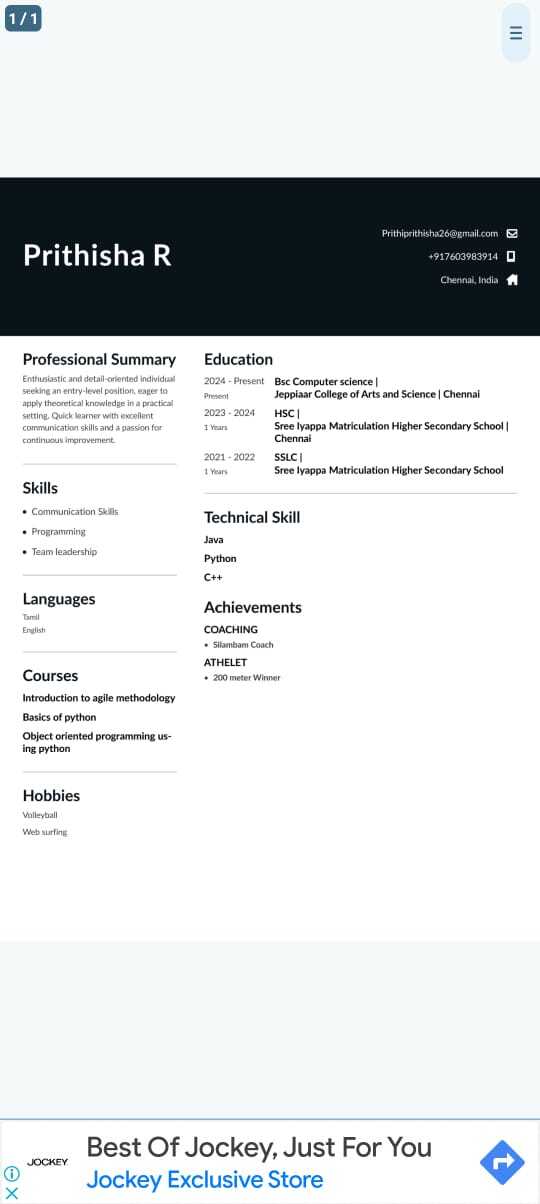 1 / 1
Prithisha R
Prithiprithisha26@gmail.com
+917603983914
Chennai, India
Professional Summary
Enthusiastic and detail-oriented individual
seeking an entry-level position, eager to
apply theoretical knowledge in a practical
setting. Quick learner with excellent
communication skills and a passion for
continuous improvement.
Skills
• Communication Skills
• Programming
• Team leadership
Languages
Tamil
English
Courses
Introduction to agile methodology
Basics of python
Object oriented programming us-
ing python
Hobbies
Volleyball
Web surfing
Education
2024 - Present Bsc Computer science |
Present Jeppiaar College of Arts and Science | Chennai
2023 - 2024 HSC |
1 Years Sree Iyappa Matriculation Higher Secondary School |
Chennai
2021 - 2022 SSLC |
1 Years Sree Iyappa Matriculation Higher Secondary School
Technical Skill
Java
Python
C++
Achievements
COACHING
• Silambam Coach
ATHELET
• 200 meter Winner
JOCKEY
Best Of Jockey, Just For You
Jockey Exclusive Store